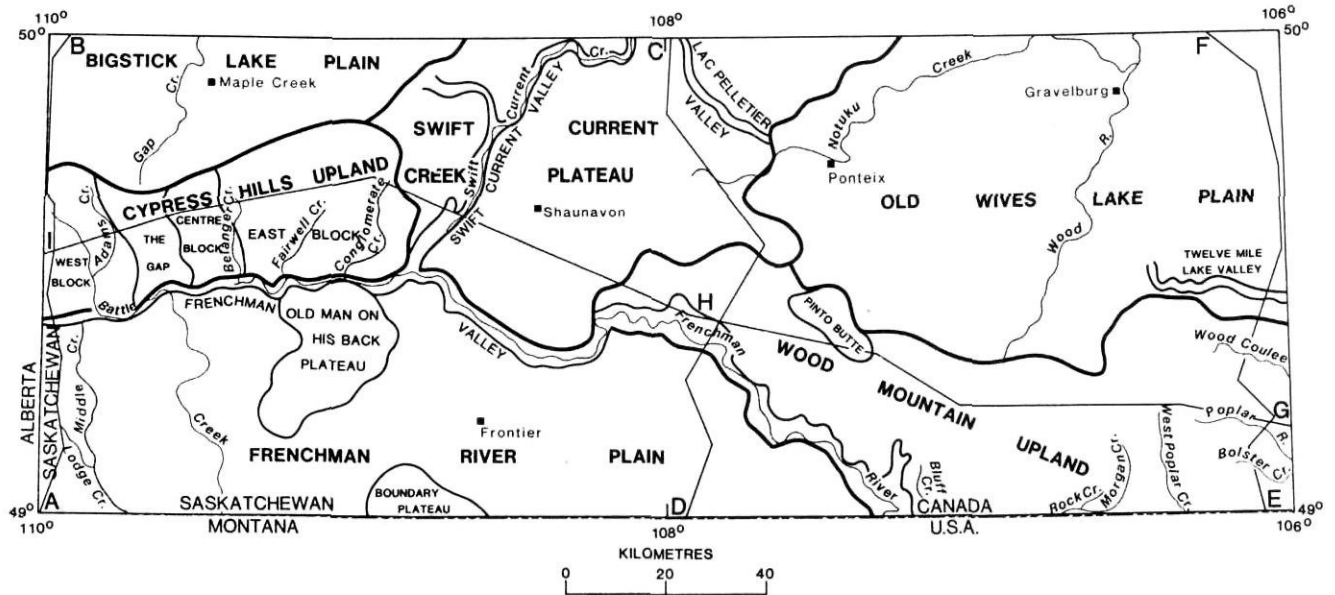 110°
108°
106°
50°
50°
B
BIGSTICK LAKE PLAIN
Maple Creek
Gap Cr.
C
Cr.
F
LAC PELLETIER
VALLEY
Notuku Creek
Gravelburg
Ponteix
SWIFT CURRENT
CREEK PLATEAU
Swift Current
SWIFT CURRENT VALLEY
Shaunavon
OLD WIVES LAKE PLAIN
Wood R.
TWELVE MILE
LAKE VALLEY
CYPRESS HILLS UPLAND
I
WEST
BLOCK
Adams Cr.
THE
GAP
CENTRE
BLOCK
Belanger Cr.
EAST BLOCK
Fairwell Cr.
Conglomerate Cr.
Battle
FRENCHMAN
VALLEY
OLD MAN ON
HIS BACK
PLATEAU
H
Frenchman
River
PINTO BUTTE
WOOD
MOUNTAIN
UPLAND
Wood Coulee
G
Poplar R.
Bolster Cr.
West Poplar Cr.
Morgan Cr.
Rock Cr.
Bluff Cr.
ALBERTA
SASKATCHEWAN
Middle Cr.
Lodge Cr.
Creek
Frontier
FRENCHMAN RIVER PLAIN
BOUNDARY
PLATEAU
A
SASKATCHEWAN
MONTANA
D
CANADA
U.S.A.
E
49°
49°
110°
108°
106°
KILOMETRES
0 20 40